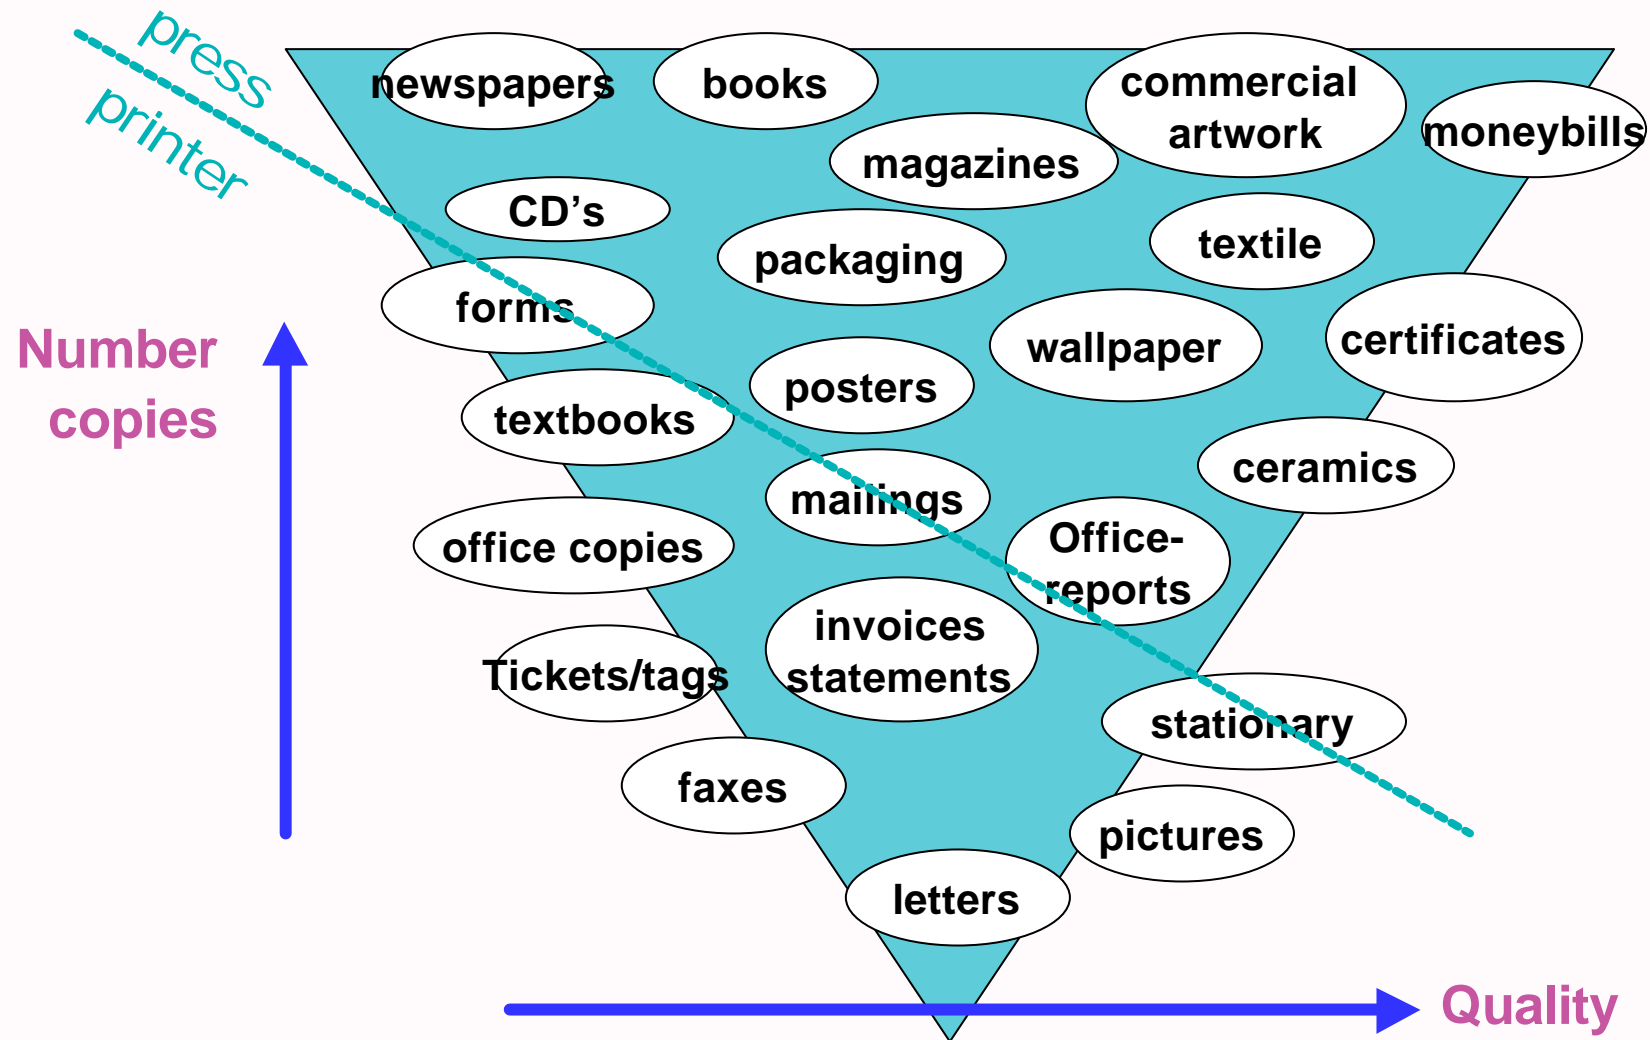 press
printer
newspapers
books
commercial
artwork
moneybills
magazines
CD’s
packaging
textile
forms
wallpaper
certificates
Number
copies
posters
textbooks
ceramics
mailings
office copies
Office-
reports
invoices
statements
Tickets/tags
stationary
faxes
pictures
letters
Quality